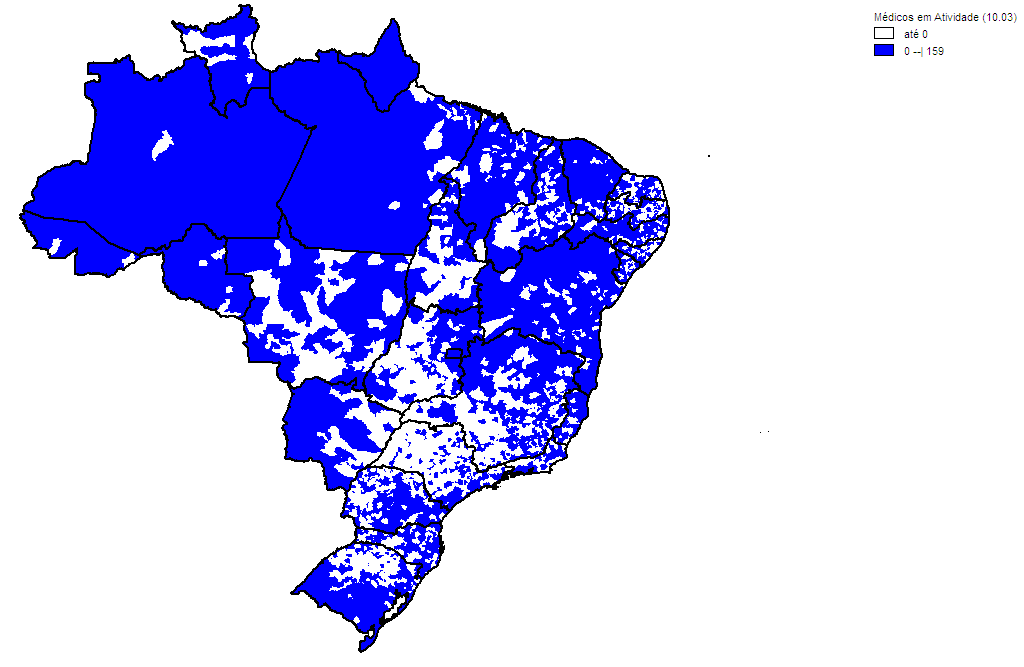 Médicos em Atividade (10.03)
até 0
0 --| 159